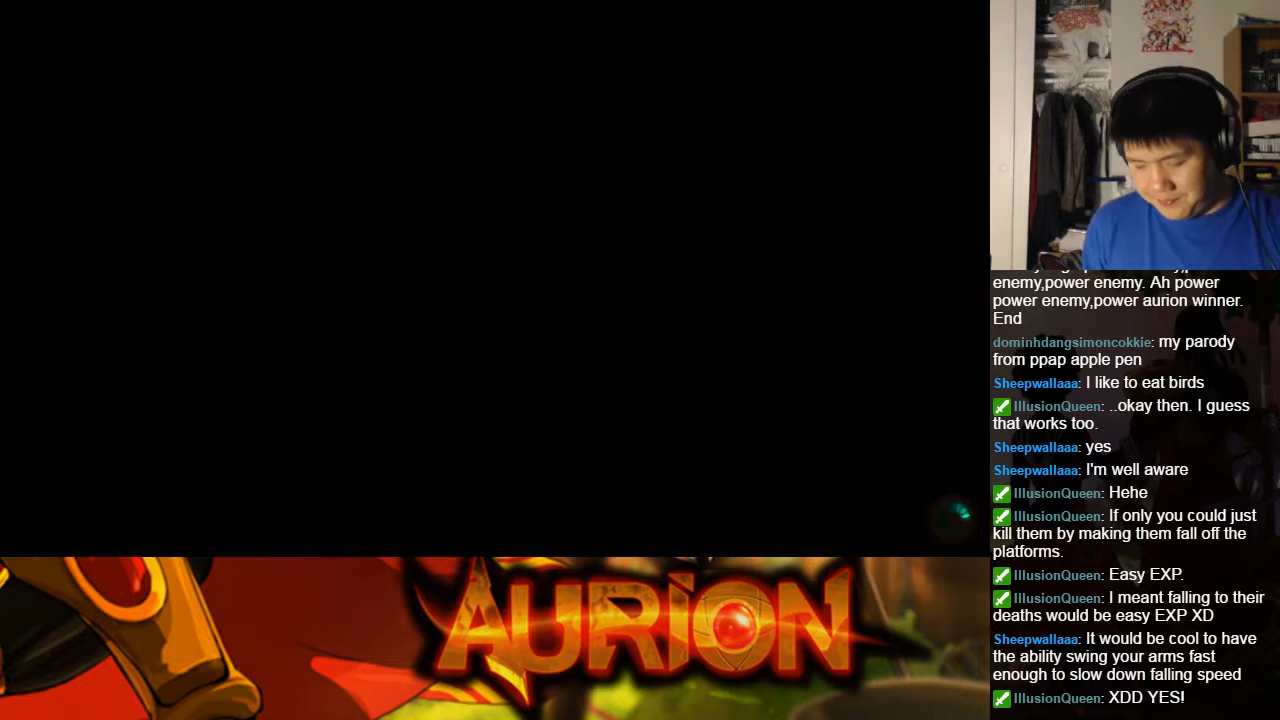 enemy,power enemy. Ah power
power enemy,power aurion winner.
End
dominhdangsimoncokkie: my parody
from ppap apple pen
Sheepwallaaa: I like to eat birds
IllusionQueen: ..okay then. I guess
that works too.
Sheepwallaaa: yes
Sheepwallaaa: I'm well aware
IllusionQueen: Hehe
IllusionQueen: If only you could just
kill them by making them fall off the
platforms.
IllusionQueen: Easy EXP.
IllusionQueen: I meant falling to their
deaths would be easy EXP XD
Sheepwallaaa: It would be cool to have
the ability swing your arms fast
enough to slow down falling speed
IllusionQueen: XDD YES!
AURION